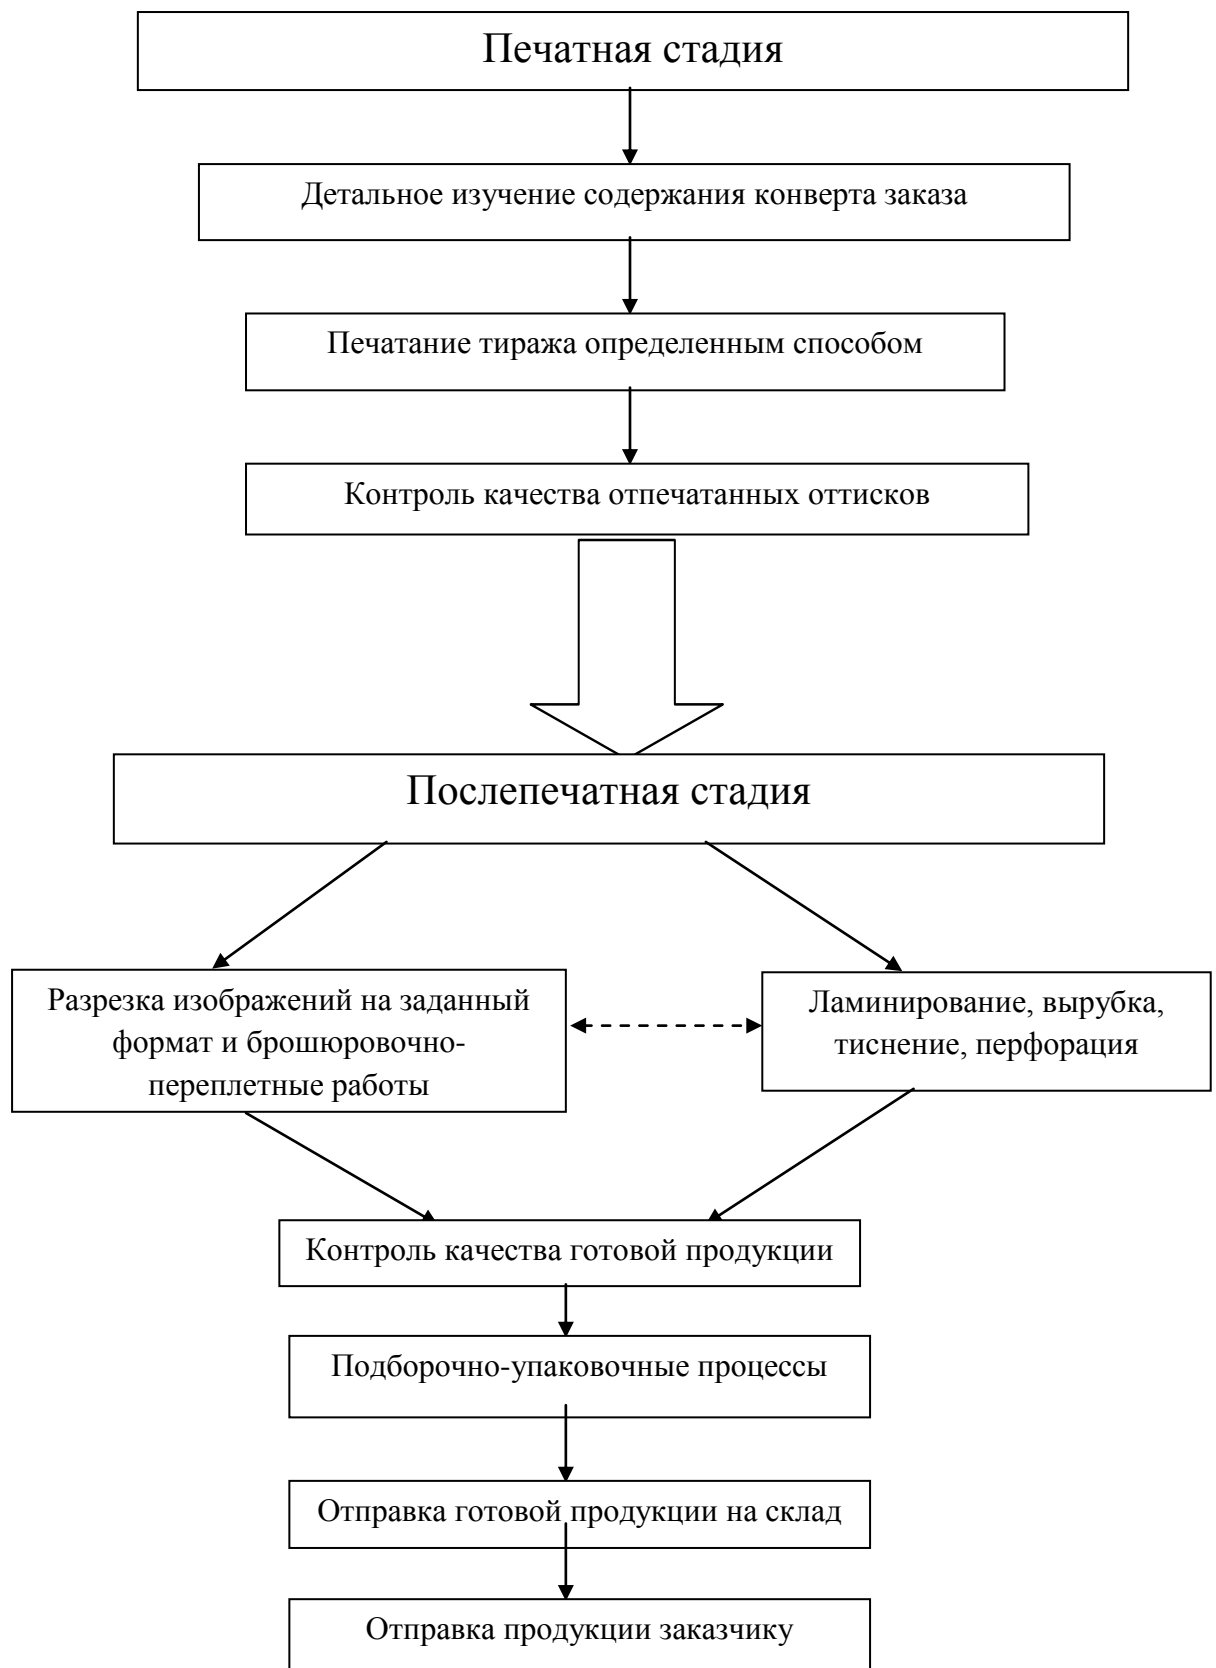 Печатная стадия
Детальное изучение содержания конверта заказа
Печатание тиража определенным способом
Контроль качества отпечатанных оттисков
Послепечатная стадия
Разрезка изображений на заданный
формат и брошюровочно-
переплетные работы
Ламинирование, вырубка,
тиснение, перфорация
Контроль качества готовой продукции
Подборочно-упаковочные процессы
Отправка готовой продукции на склад
Отправка продукции заказчику